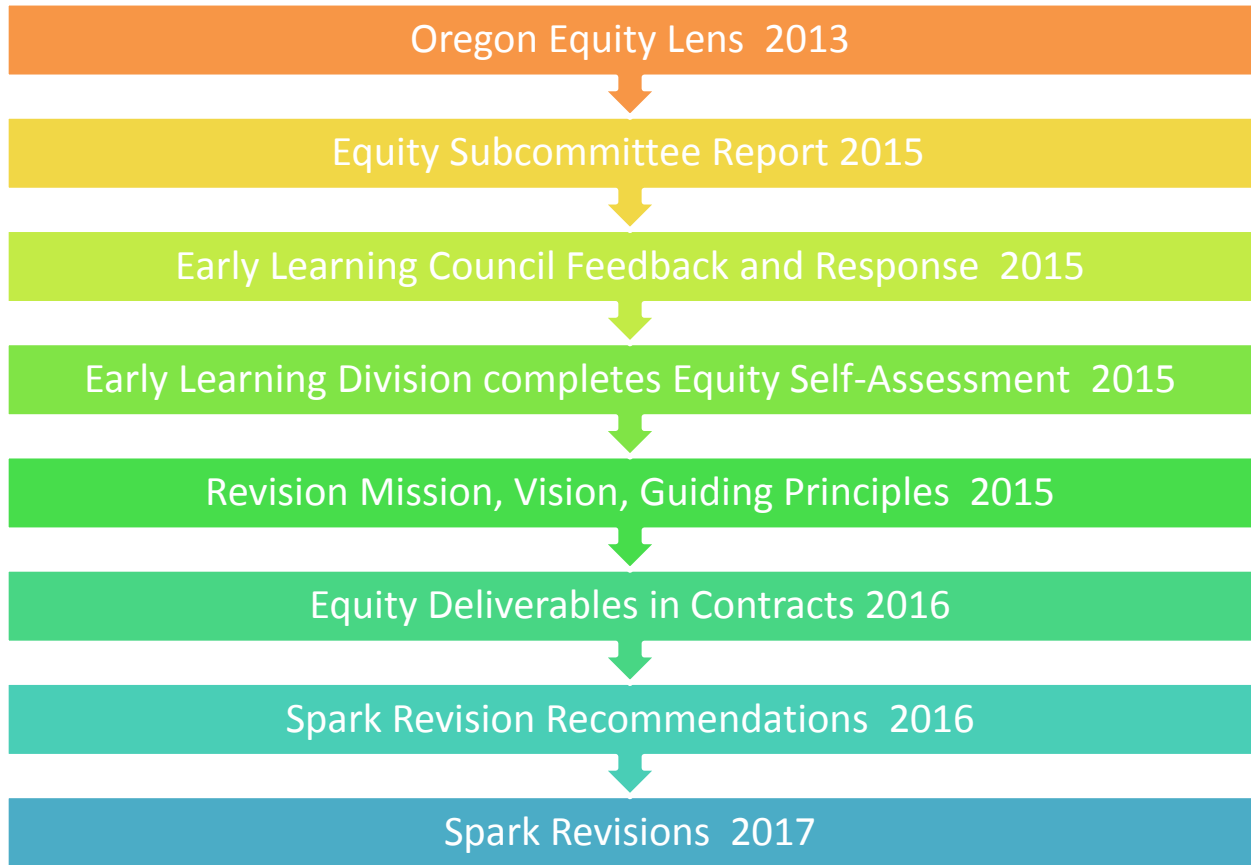 Oregon Equity Lens  2013
Equity Subcommittee Report 2015
Early Learning Council Feedback and Response  2015
Early Learning Division completes Equity Self-Assessment  2015
Revision Mission, Vision, Guiding Principles  2015
Equity Deliverables in Contracts 2016
Spark Revision Recommendations  2016
Spark Revisions  2017